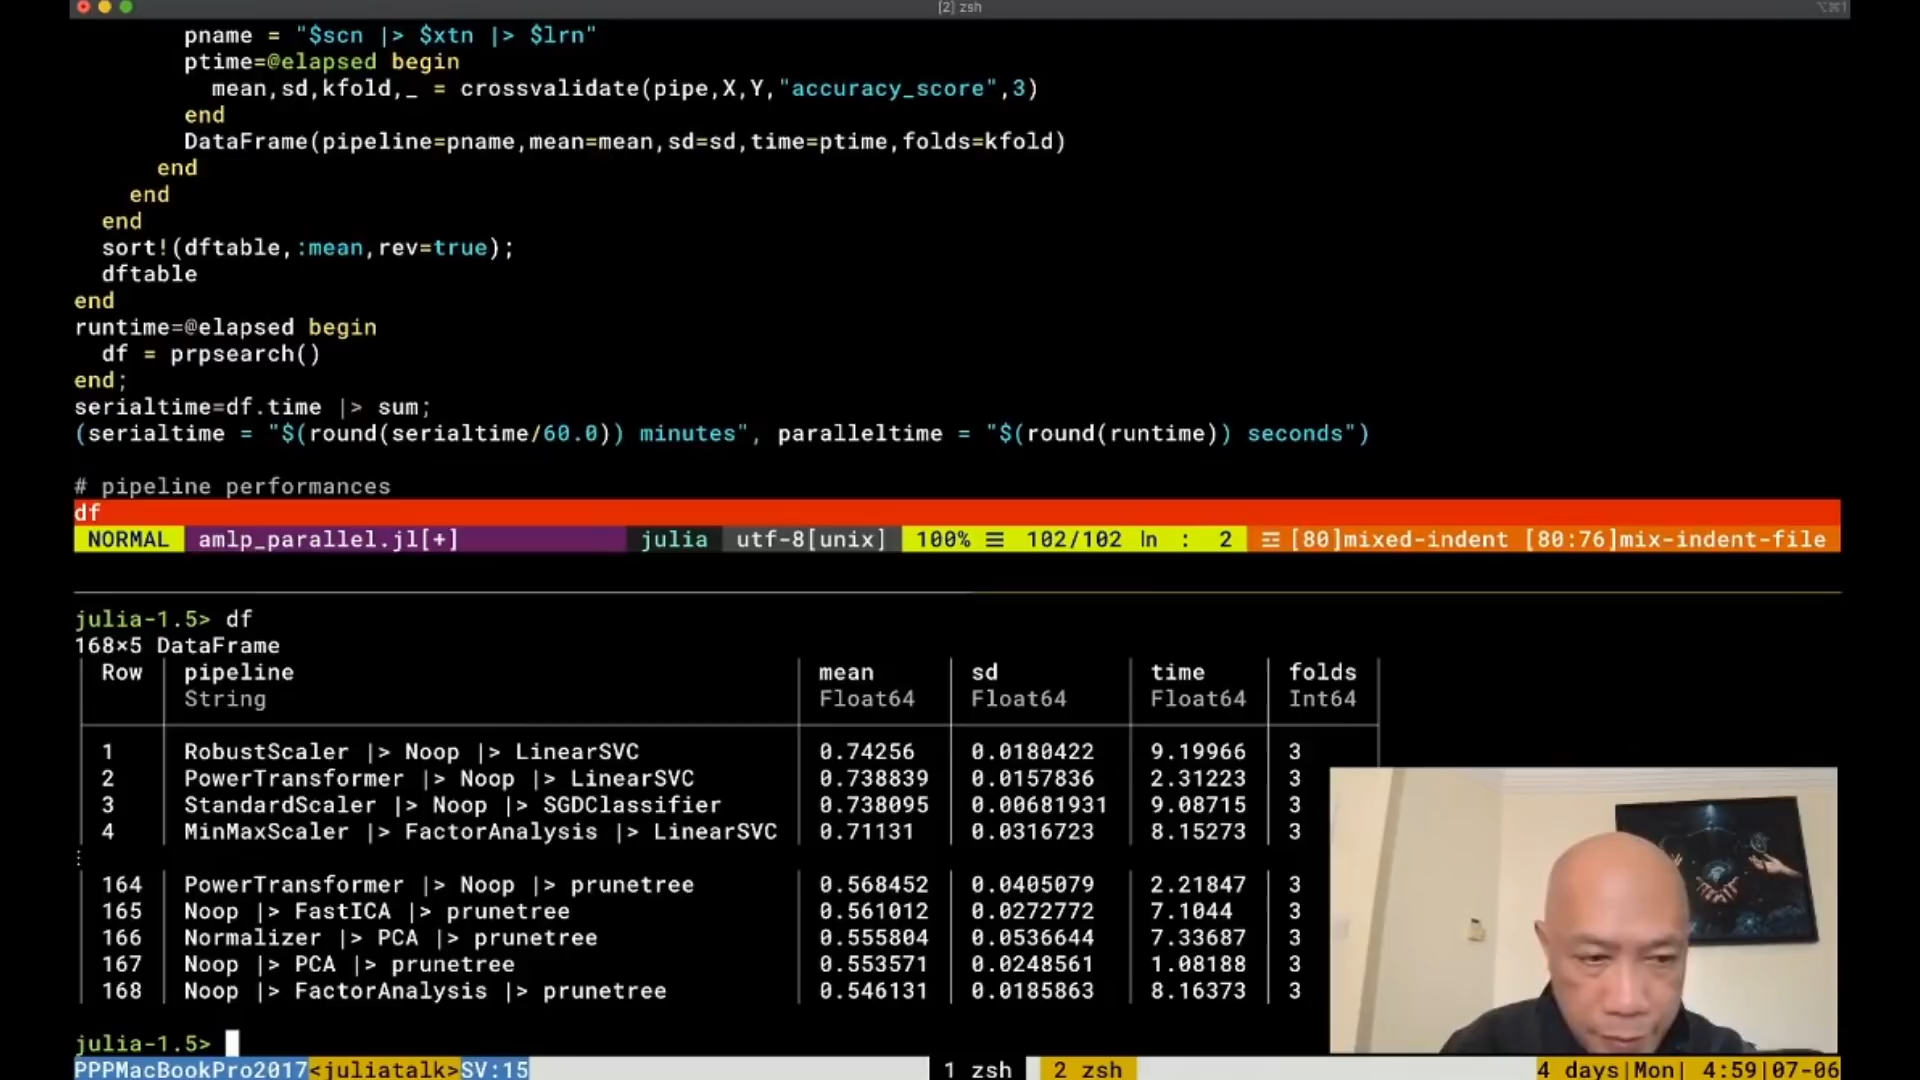 [2] zsh
⌥⌘1
pname = "$scn |> $xtn |> $lrn"
ptime=@elapsed begin
mean,sd,kfold,_ = crossvalidate(pipe,X,Y,"accuracy_score",3)
end
DataFrame(pipeline=pname,mean=mean,sd=sd,time=ptime,folds=kfold)
end
end
end
sort!(dftable,:mean,rev=true);
dftable
end
runtime=@elapsed begin
df = prpsearch()
end;
serialtime=df.time |> sum;
(serialtime = "$(round(serialtime/60.0)) minutes", paralleltime = "$(round(runtime)) seconds")
# pipeline performances
df
NORMAL amlp_parallel.jl[+] julia utf-8[unix] 100% ☰ 102/102 ln : 2 ☲ [80]mixed-indent [80:76]mix-indent-file
julia-1.5> df
168×5 DataFrame
Row pipeline mean sd time folds
String Float64 Float64 Float64 Int64
1 RobustScaler |> Noop |> LinearSVC 0.74256 0.0180422 9.19966 3
2 PowerTransformer |> Noop |> LinearSVC 0.738839 0.0157836 2.31223 3
3 StandardScaler |> Noop |> SGDClassifier 0.738095 0.00681931 9.08715 3
4 MinMaxScaler |> FactorAnalysis |> LinearSVC 0.71131 0.0316723 8.15273 3
⋮
164 PowerTransformer |> Noop |> prunetree 0.568452 0.0405079 2.21847 3
165 Noop |> FastICA |> prunetree 0.561012 0.0272772 7.1044 3
166 Normalizer |> PCA |> prunetree 0.555804 0.0536644 7.33687 3
167 Noop |> PCA |> prunetree 0.553571 0.0248561 1.08188 3
168 Noop |> FactorAnalysis |> prunetree 0.546131 0.0185863 8.16373 3
julia-1.5>
PPPMacBookPro2017<juliatalk>SV:15 1 zsh 2 zsh 4 days|Mon| 4:59|07-06